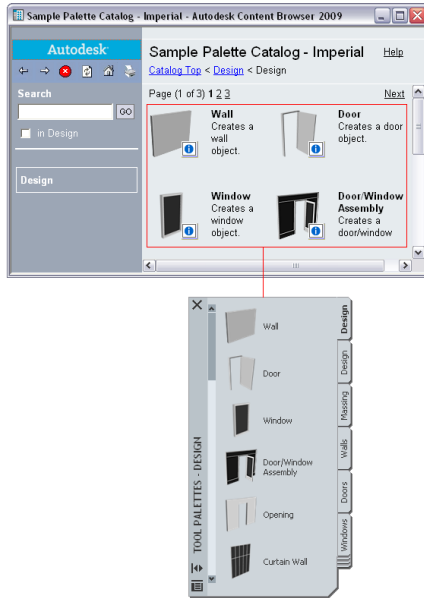 Sample Palette Catalog - Imperial - Autodesk Content Browser 2009
Autodesk
Search
GO
in Design
Design
Sample Palette Catalog - Imperial
Help
Catalog Top < Design < Design
Page (1 of 3) 1 2 3
Next
Wall
Creates a
wall
object.
Door
Creates a door
object.
Window
Creates a
window
object.
Door/Window
Assembly
Creates a
door/window
Wall
Door
Window
Door/Window
Assembly
Opening
Curtain Wall
TOOL PALETTES - DESIGN
Design
Design
Massing
Walls
Doors
Windows